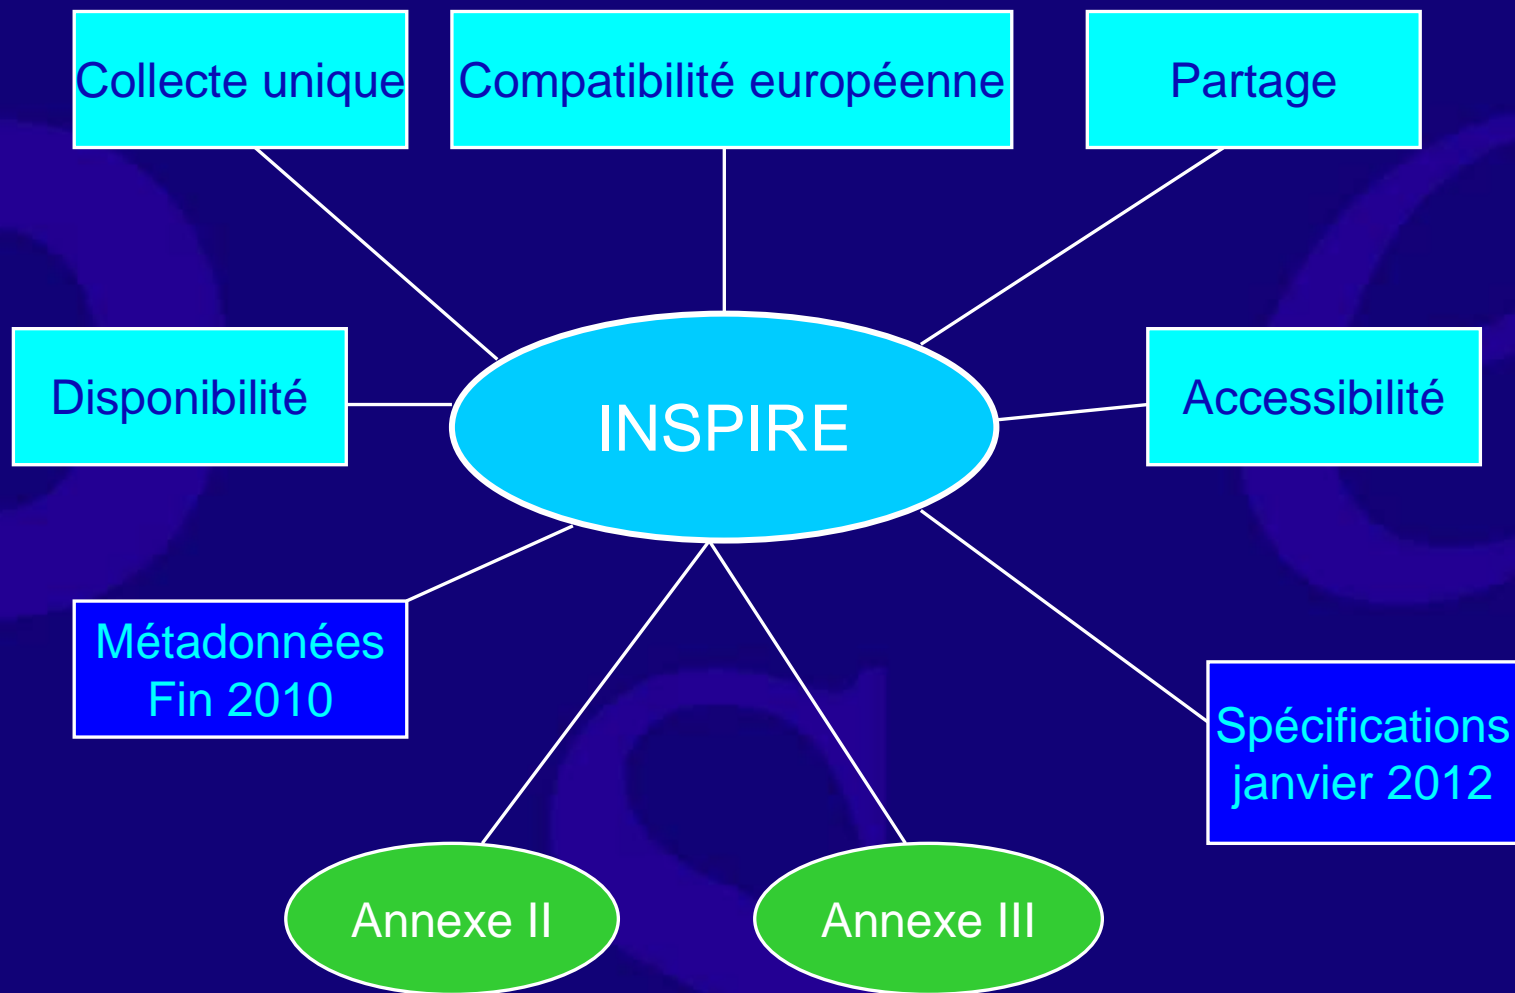 Collecte unique
Compatibilité européenne
Partage
Disponibilité
INSPIRE
Accessibilité
Métadonnées
Fin 2010
Spécifications
janvier 2012
Annexe II
Annexe III